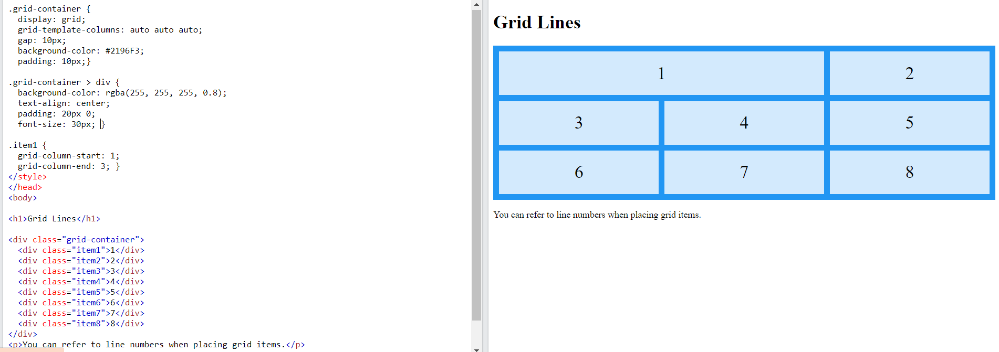 .grid-container {
  display: grid;
  grid-template-columns: auto auto auto;
  gap: 10px;
  background-color: #2196F3;
  padding: 10px;}

.grid-container > div {
  background-color: rgba(255, 255, 255, 0.8);
  text-align: center;
  padding: 20px 0;
  font-size: 30px; }

.item1 {
  grid-column-start: 1;
  grid-column-end: 3; }
</style>
</head>
<body>

<h1>Grid Lines</h1>

<div class="grid-container">
  <div class="item1">1</div>
  <div class="item2">2</div>
  <div class="item3">3</div>
  <div class="item4">4</div>
  <div class="item5">5</div>
  <div class="item6">6</div>
  <div class="item7">7</div>
  <div class="item8">8</div>
</div>
<p>You can refer to line numbers when placing grid items.</p>
Grid Lines
1 2
3 4 5
6 7 8
You can refer to line numbers when placing grid items.